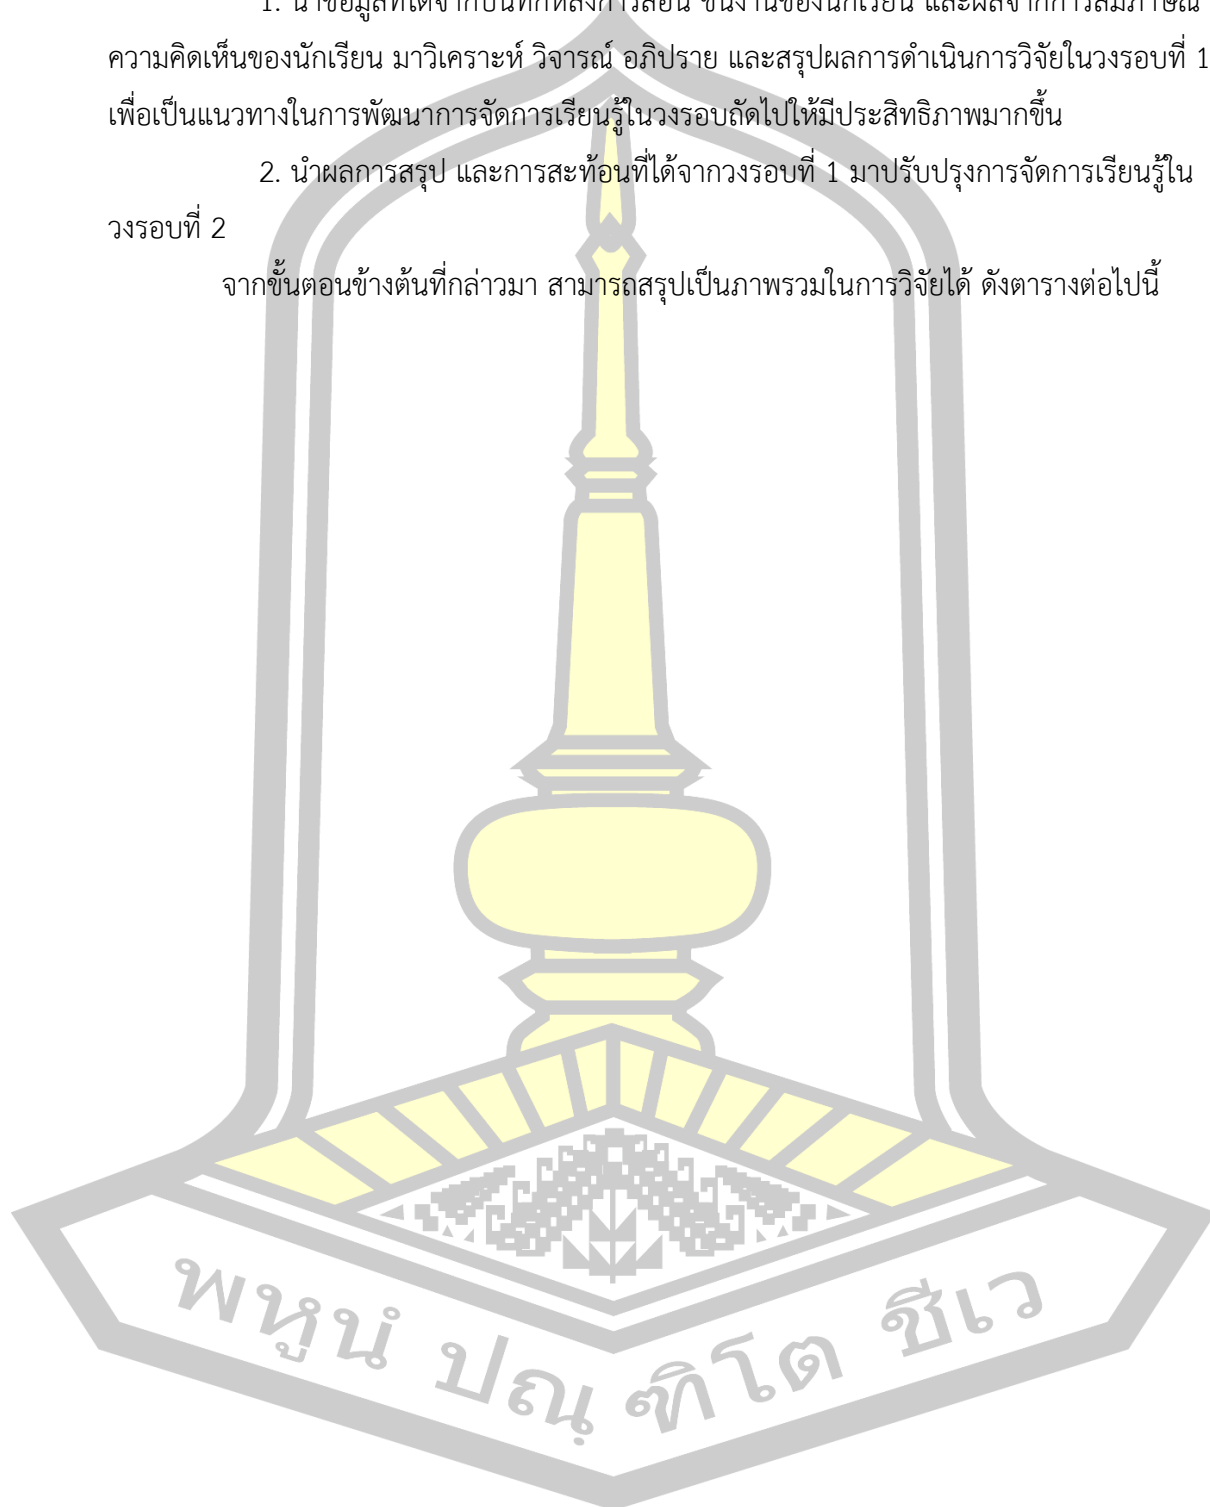 1. นำข้อมูลที่ได้จากบันทึกหลังการสอน ชิ้นงานของนักเรียน และผลจากการสัมภาษณ์
ความคิดเห็นของนักเรียน มาวิเคราะห์ วิจารณ์ อภิปราย และสรุปผลการดำเนินการวิจัยในวงรอบที่ 1
เพื่อเป็นแนวทางในการพัฒนาการจัดการเรียนรู้ในวงรอบถัดไปให้มีประสิทธิภาพมากขึ้น
2. นำผลการสรุป และการสะท้อนที่ได้จากวงรอบที่ 1 มาปรับปรุงการจัดการเรียนรู้ใน
วงรอบที่ 2
จากขั้นตอนข้างต้นที่กล่าวมา สามารถสรุปเป็นภาพรวมในการวิจัยได้ ดังตารางต่อไปนี้
พหูนํ ปณฺฑิโต ชีเว